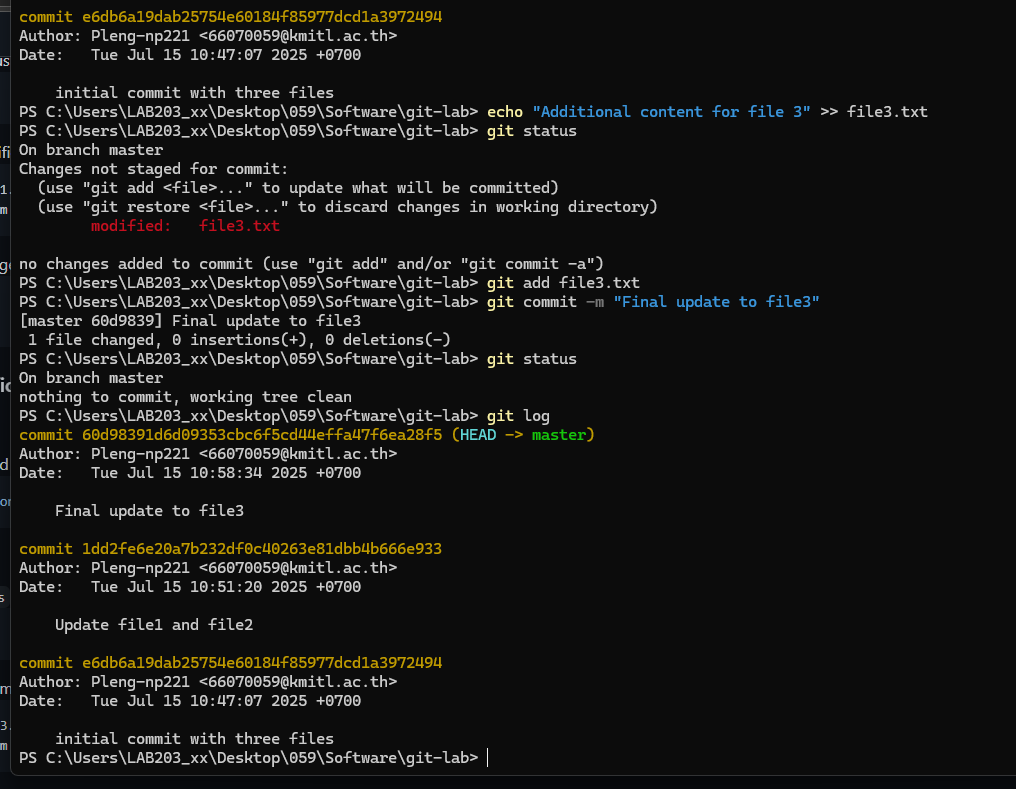 commit e6db6a19dab25754e60184f85977dcd1a3972494
Author: Pleng-np221 <66070059@kmitl.ac.th>
Date:   Tue Jul 15 10:47:07 2025 +0700

    initial commit with three files
PS C:\Users\LAB203_xx\Desktop\059\Software\git-lab> echo "Additional content for file 3" >> file3.txt
PS C:\Users\LAB203_xx\Desktop\059\Software\git-lab> git status
On branch master
Changes not staged for commit:
  (use "git add <file>..." to update what will be committed)
  (use "git restore <file>..." to discard changes in working directory)
        modified:   file3.txt

no changes added to commit (use "git add" and/or "git commit -a")
PS C:\Users\LAB203_xx\Desktop\059\Software\git-lab> git add file3.txt
PS C:\Users\LAB203_xx\Desktop\059\Software\git-lab> git commit -m "Final update to file3"
[master 60d9839] Final update to file3
 1 file changed, 0 insertions(+), 0 deletions(-)
PS C:\Users\LAB203_xx\Desktop\059\Software\git-lab> git status
On branch master
nothing to commit, working tree clean
PS C:\Users\LAB203_xx\Desktop\059\Software\git-lab> git log
commit 60d98391d6d09353cbc6f5cd44effa47f6ea28f5 (HEAD -> master)
Author: Pleng-np221 <66070059@kmitl.ac.th>
Date:   Tue Jul 15 10:58:34 2025 +0700

    Final update to file3

commit 1dd2fe6e20a7b232df0c40263e81dbb4b666e933
Author: Pleng-np221 <66070059@kmitl.ac.th>
Date:   Tue Jul 15 10:51:20 2025 +0700

    Update file1 and file2

commit e6db6a19dab25754e60184f85977dcd1a3972494
Author: Pleng-np221 <66070059@kmitl.ac.th>
Date:   Tue Jul 15 10:47:07 2025 +0700

    initial commit with three files
PS C:\Users\LAB203_xx\Desktop\059\Software\git-lab>